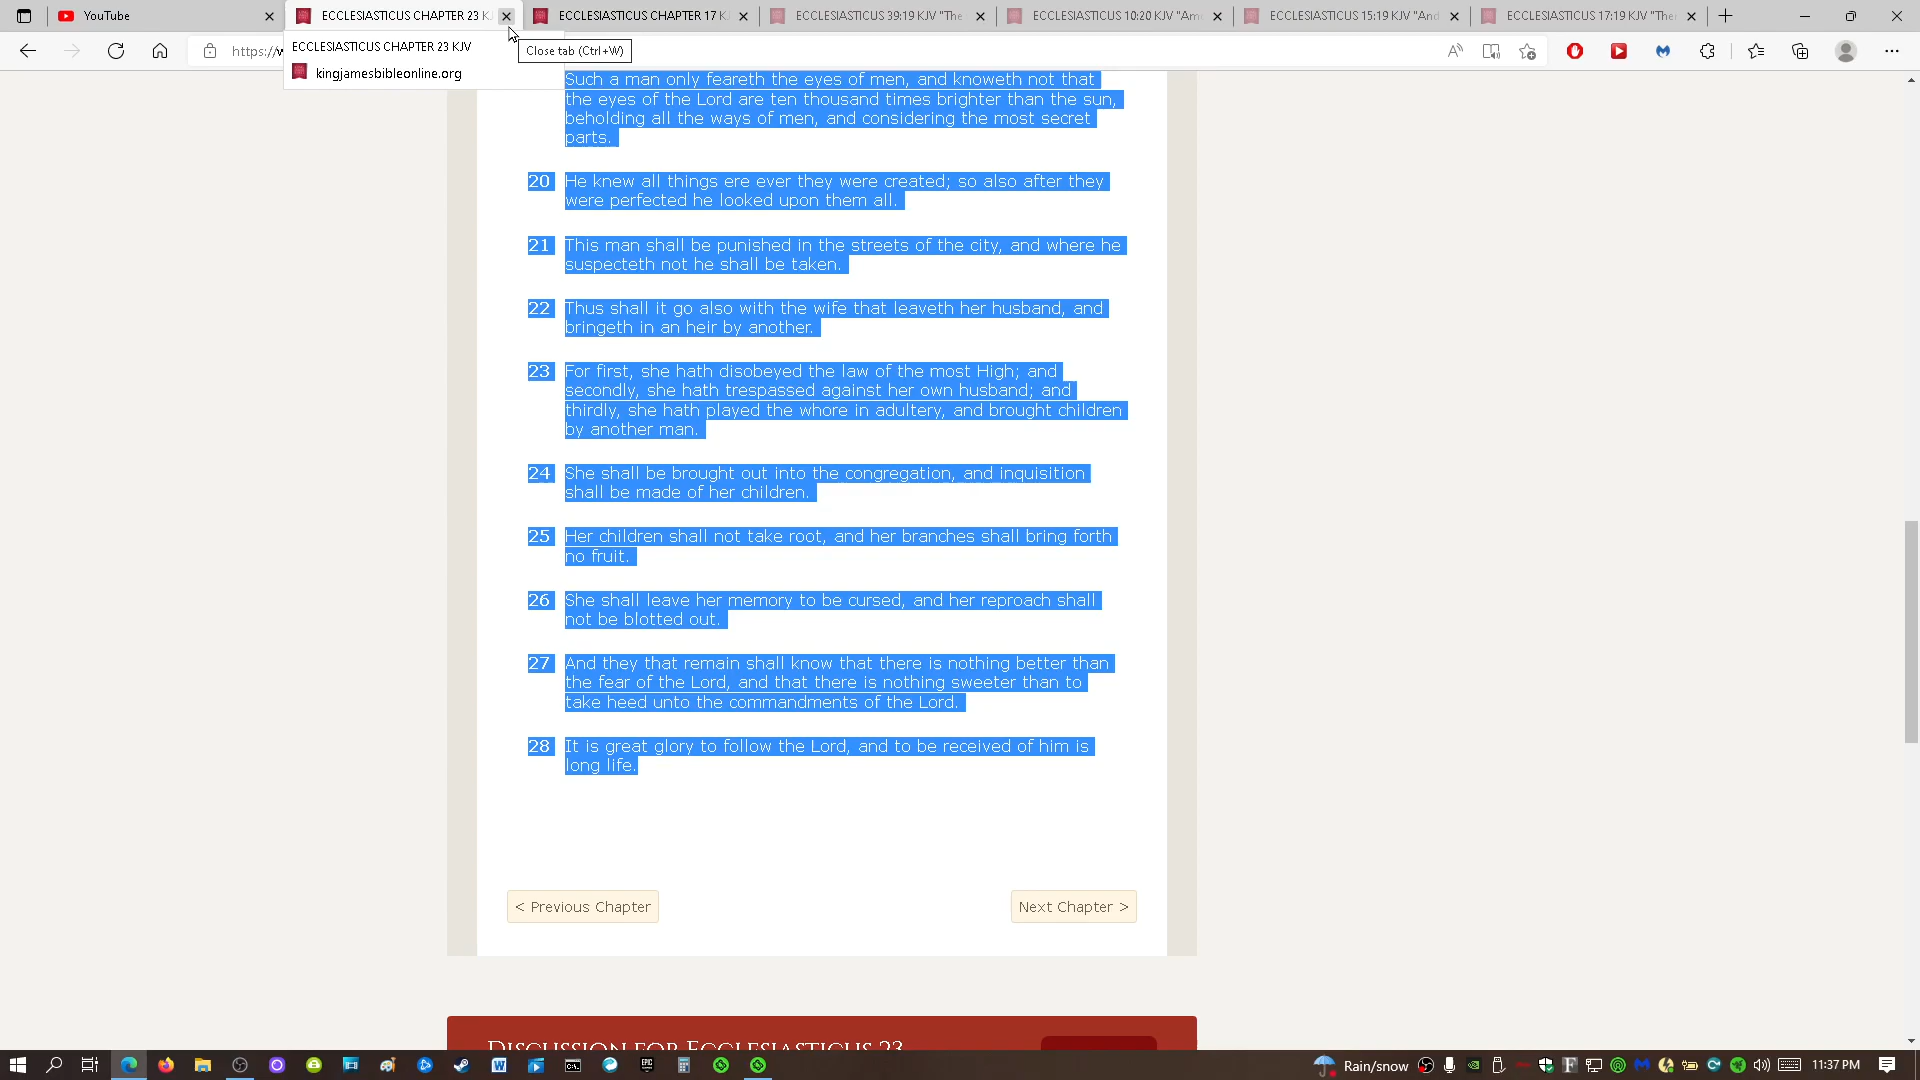 YouTube
ECCLESIASTICUS CHAPTER 23 K
ECCLESIASTICUS CHAPTER 17 K
ECCLESIASTICUS 39:19 KJV "The
ECCLESIASTICUS 10:20 KJV "Am
ECCLESIASTICUS 15:19 KJV "And
ECCLESIASTICUS 17:19 KJV "The
https://w
ECCLESIASTICUS CHAPTER 23 KJV
Close tab (Ctrl+W)
kingjamesbibleonline.org
Such a man only feareth the eyes of men, and knoweth not that
the eyes of the Lord are ten thousand times brighter than the sun,
beholding all the ways of men, and considering the most secret
parts.
20 He knew all things ere ever they were created; so also after they
were perfected he looked upon them all.
21 This man shall be punished in the streets of the city, and where he
suspecteth not he shall be taken.
22 Thus shall it go also with the wife that leaveth her husband, and
bringeth in an heir by another.
23 For first, she hath disobeyed the law of the most High; and
secondly, she hath trespassed against her own husband; and
thirdly, she hath played the whore in adultery, and brought children
by another man.
24 She shall be brought out into the congregation, and inquisition
shall be made of her children.
25 Her children shall not take root, and her branches shall bring forth
no fruit.
26 She shall leave her memory to be cursed, and her reproach shall
not be blotted out.
27 And they that remain shall know that there is nothing better than
the fear of the Lord, and that there is nothing sweeter than to
take heed unto the commandments of the Lord.
28 It is great glory to follow the Lord, and to be received of him is
long life.
< Previous Chapter
Next Chapter >
DISCUSSION FOR ECCLESIASTICUS 23
Rain/snow
11:37 PM